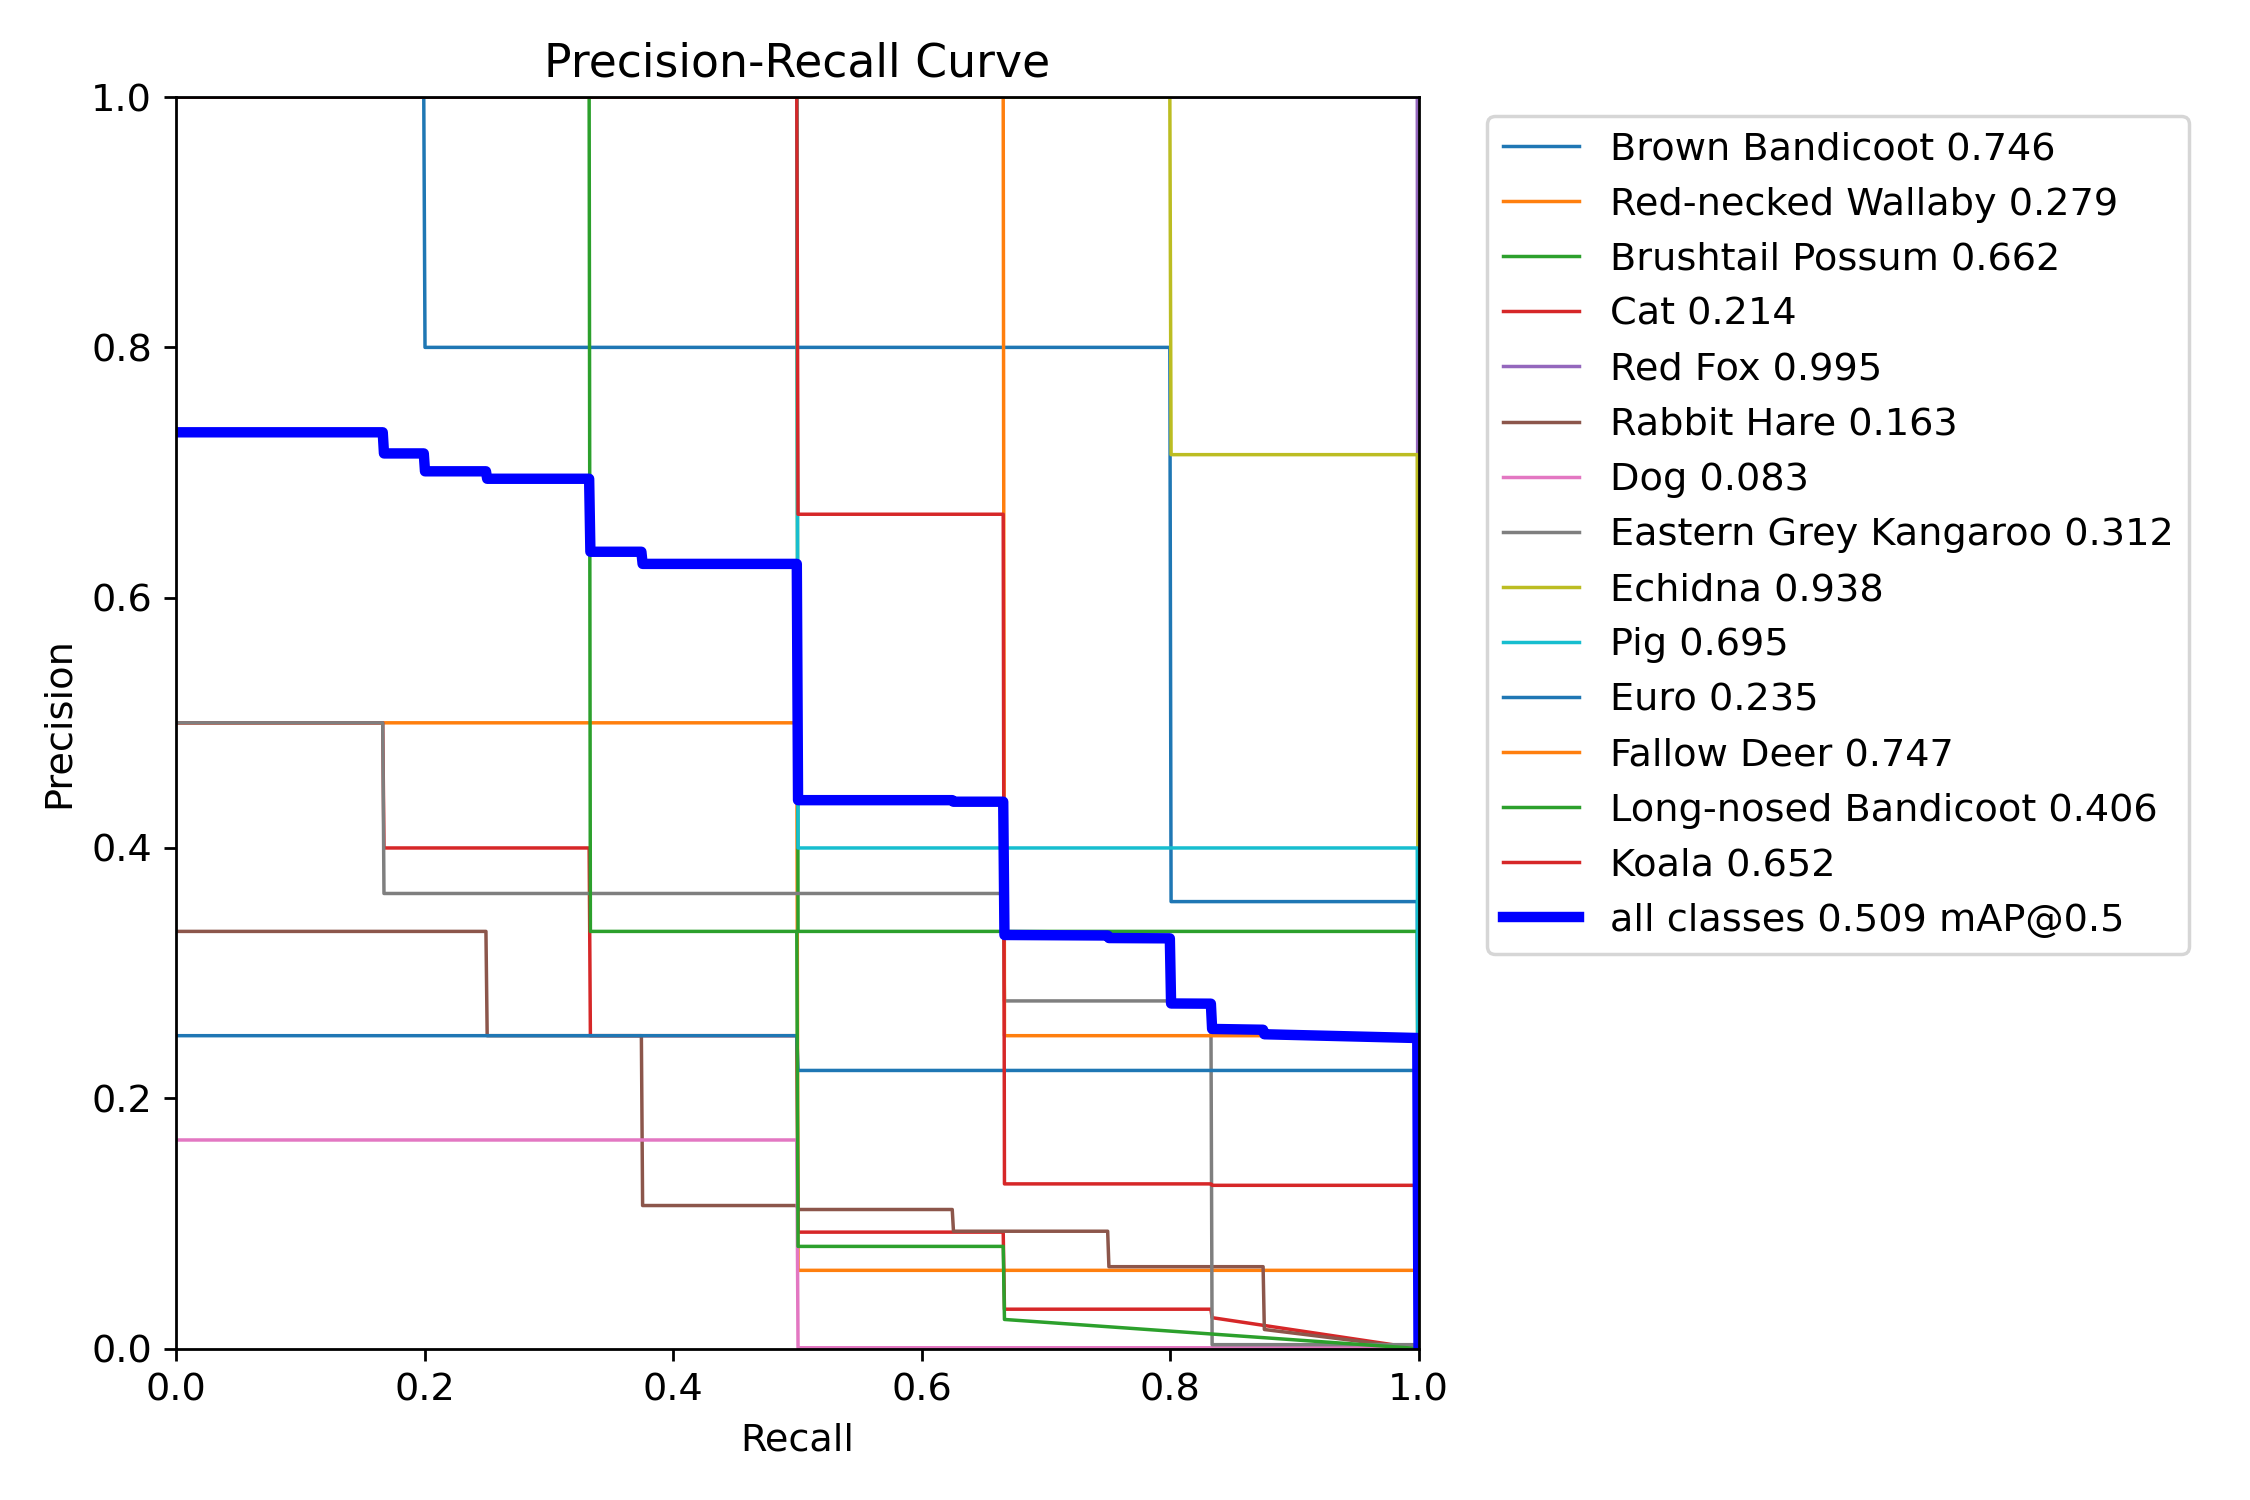 Precision-Recall Curve
1.0
0.8
0.6
0.4
0.2
0.0
Precision
0.0 0.2 0.4 0.6 0.8 1.0
Recall
Brown Bandicoot 0.746
Red-necked Wallaby 0.279
Brushtail Possum 0.662
Cat 0.214
Red Fox 0.995
Rabbit Hare 0.163
Dog 0.083
Eastern Grey Kangaroo 0.312
Echidna 0.938
Pig 0.695
Euro 0.235
Fallow Deer 0.747
Long-nosed Bandicoot 0.406
Koala 0.652
all classes 0.509 mAP@0.5